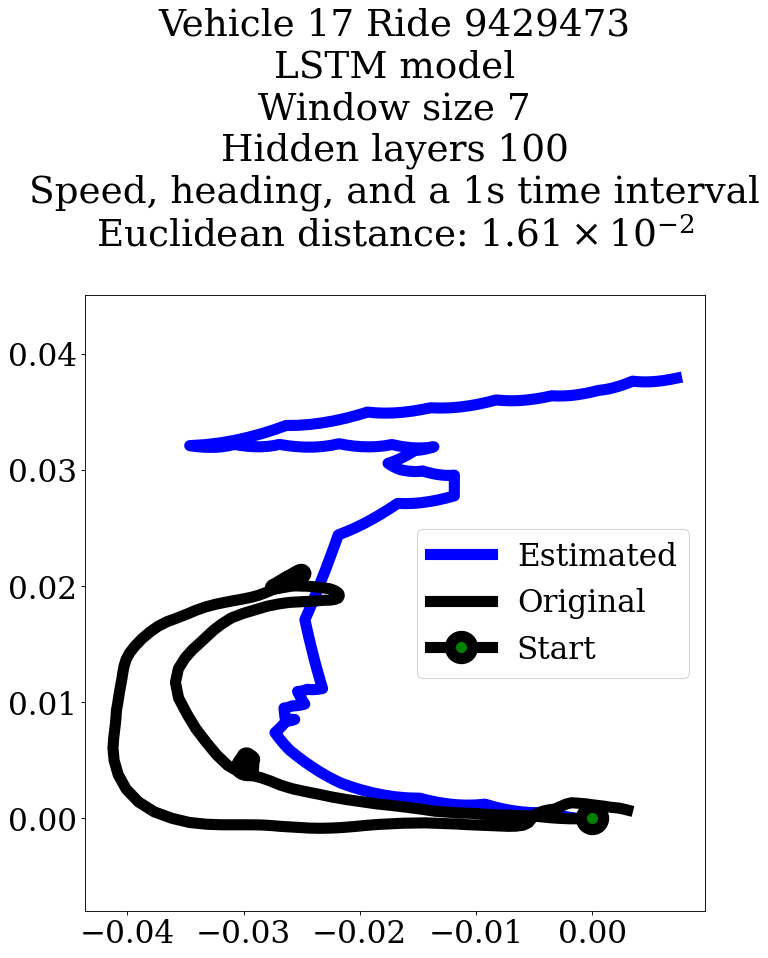 Vehicle 17 Ride 9429473
LSTM model
Window size 7
Hidden layers 100
Speed, heading, and a 1s time interval
Euclidean distance: 1.61 × 10⁻²
0.04
0.03
0.02
0.01
0.00
Estimated
Original
Start
−0.04 −0.03 −0.02 −0.01 0.00